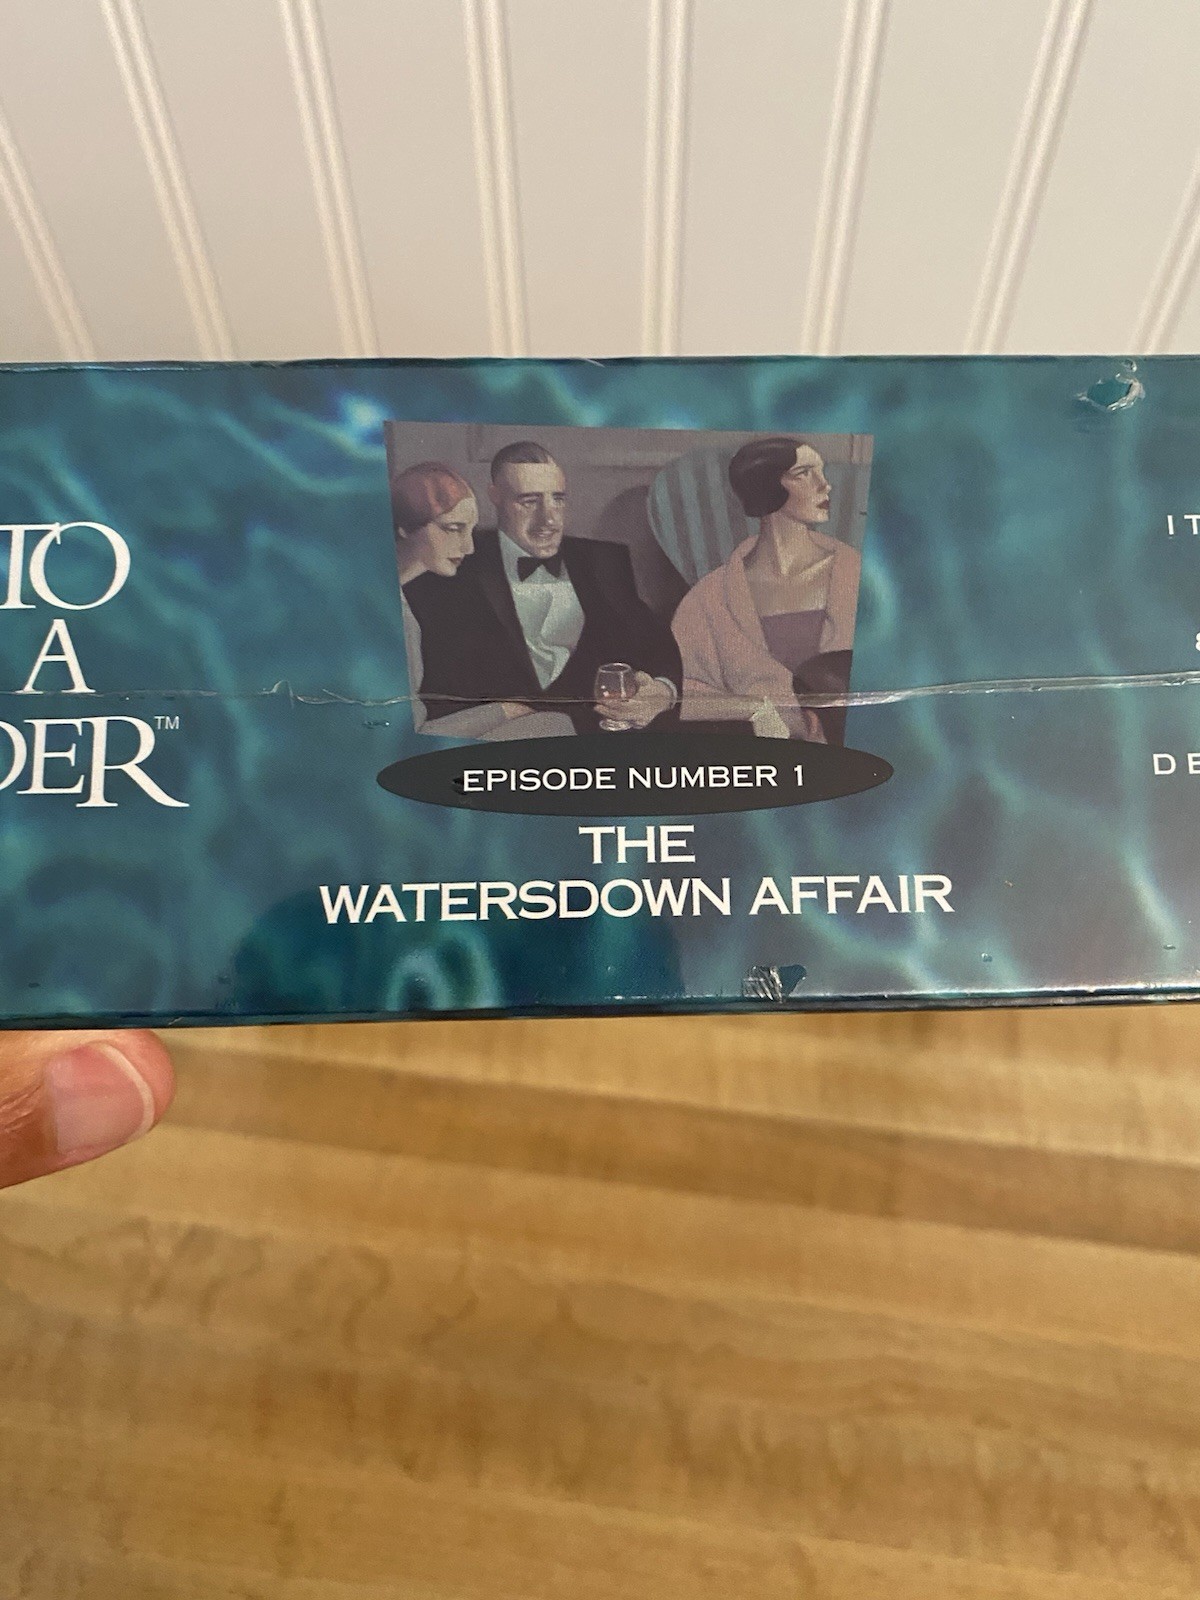 TO
A
DER™
EPISODE NUMBER 1
THE
WATERSDOWN AFFAIR
IT
DE